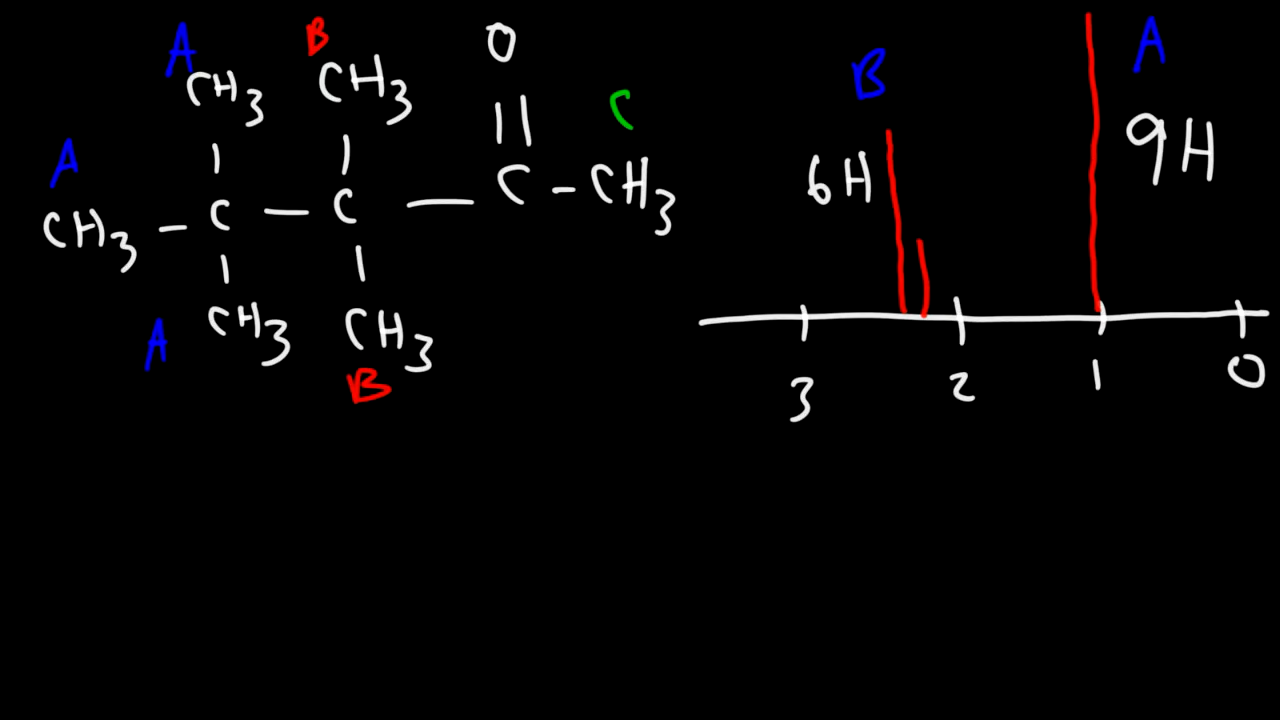 A B O
CH3 CH3 C
A
CH3 - C - C - C - CH3
CH3 CH3
A B
B A
6H 9H
3 2 1 0